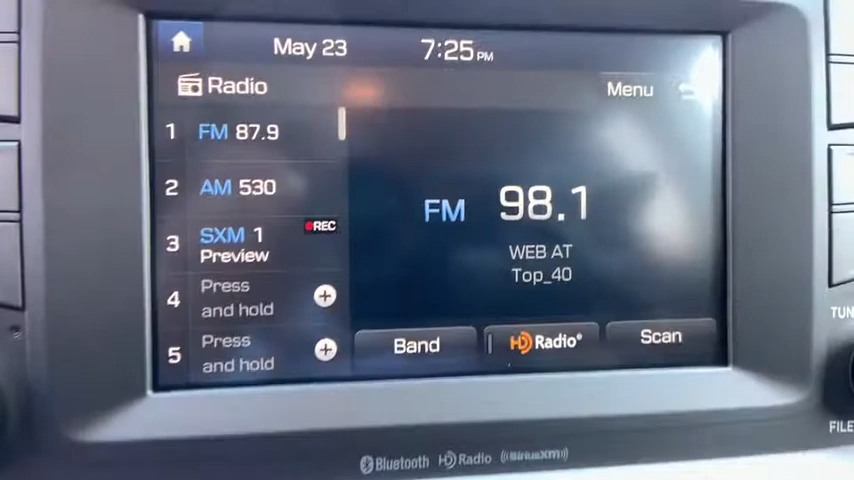 May 23
7:25 PM
Radio
Menu
1 FM 87.9
2 AM 530
3 SXM 1
REC
Preview
4 Press
and hold
5 Press
and hold
FM 98.1
WEB AT
Top_40
Band
HD Radio®
Scan
TUN
FILE
Bluetooth HD Radio ((SiriusXM))